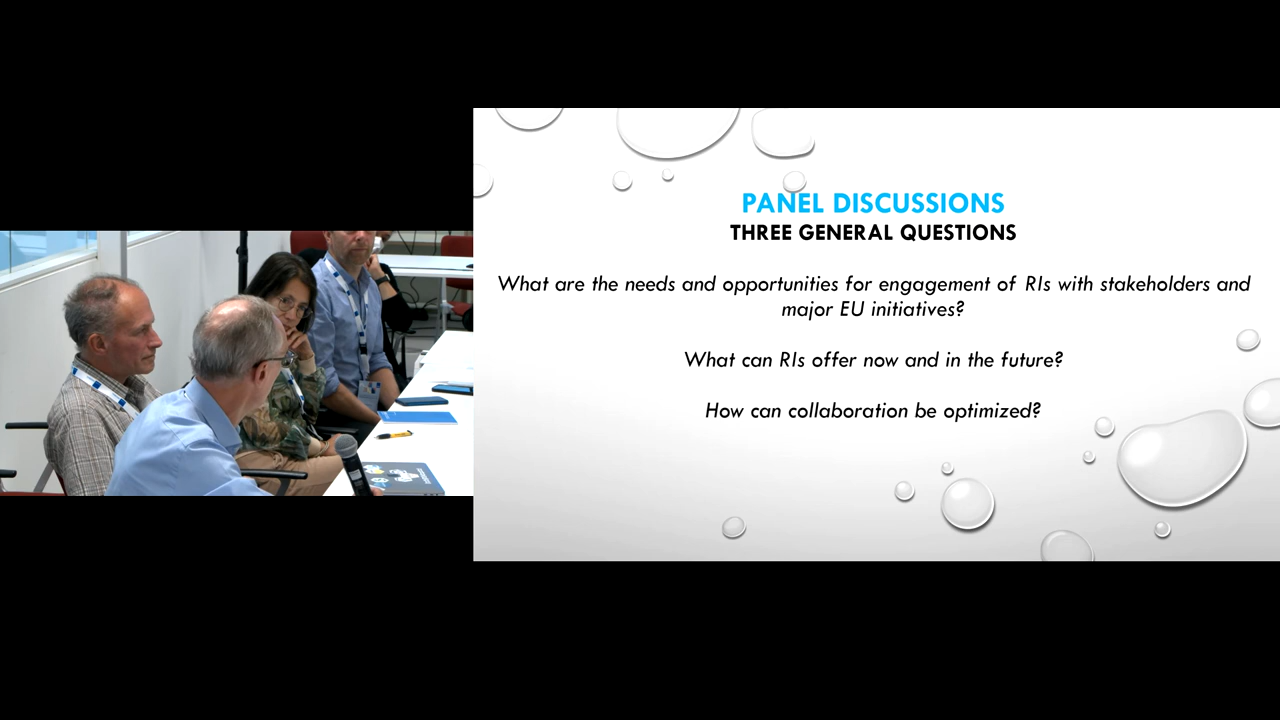 PANEL DISCUSSIONS
THREE GENERAL QUESTIONS
What are the needs and opportunities for engagement of RIs with stakeholders and
major EU initiatives?
What can RIs offer now and in the future?
How can collaboration be optimized?